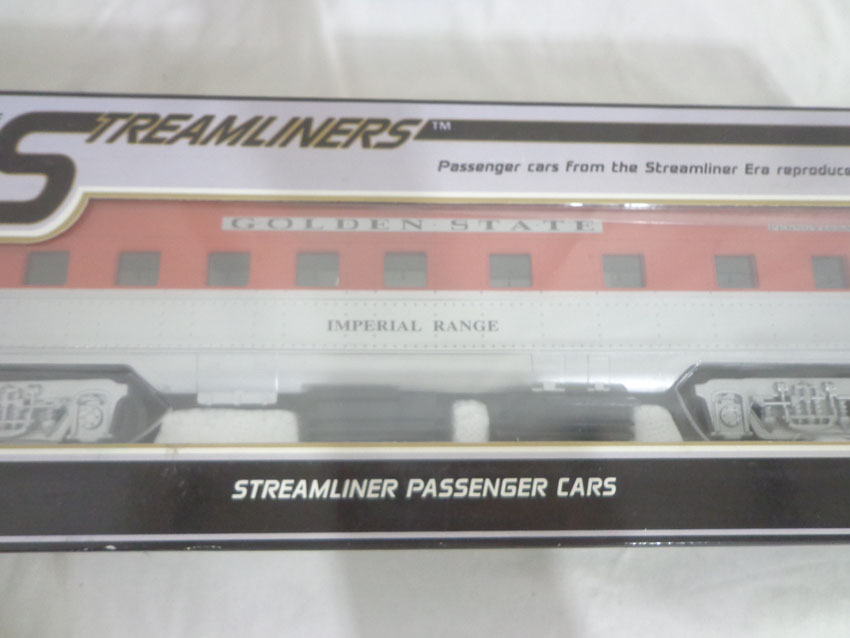 STREAMLINERS™
Passenger cars from the Streamliner Era reproduce
GOLDEN STATE
IMPERIAL RANGE
STREAMLINER PASSENGER CARS